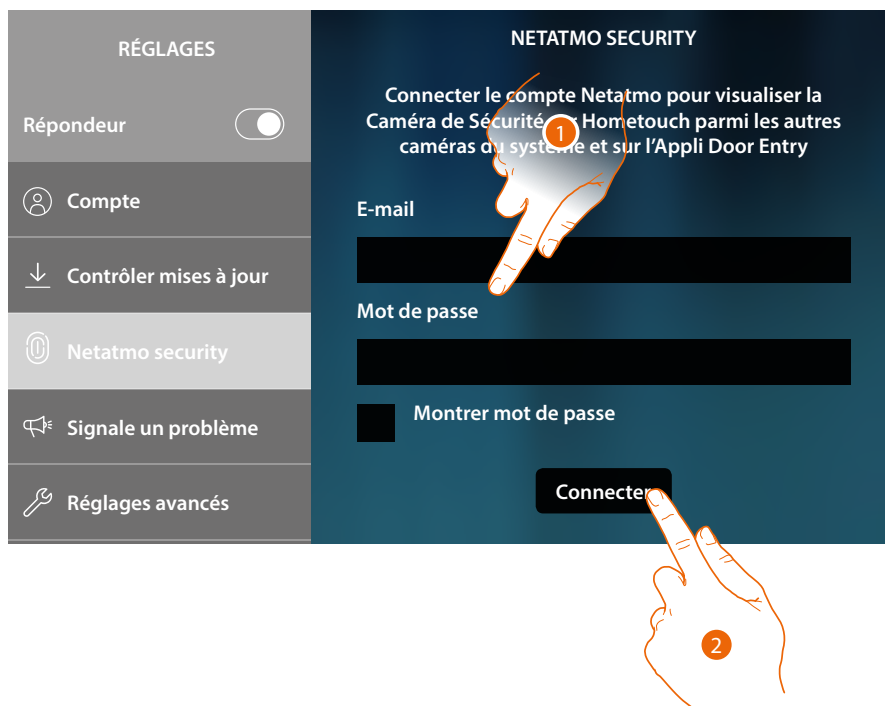 RÉGLAGES
Répondeur
Compte
Contrôler mises à jour
Netatmo security
Signale un problème
Réglages avancés
NETATMO SECURITY
Connecter le compte Netatmo pour visualiser la
Caméra de Sécurité Hometouch parmi les autres
caméras du système et sur l'Appli Door Entry
1
E-mail
Mot de passe
Montrer mot de passe
Connecter
2